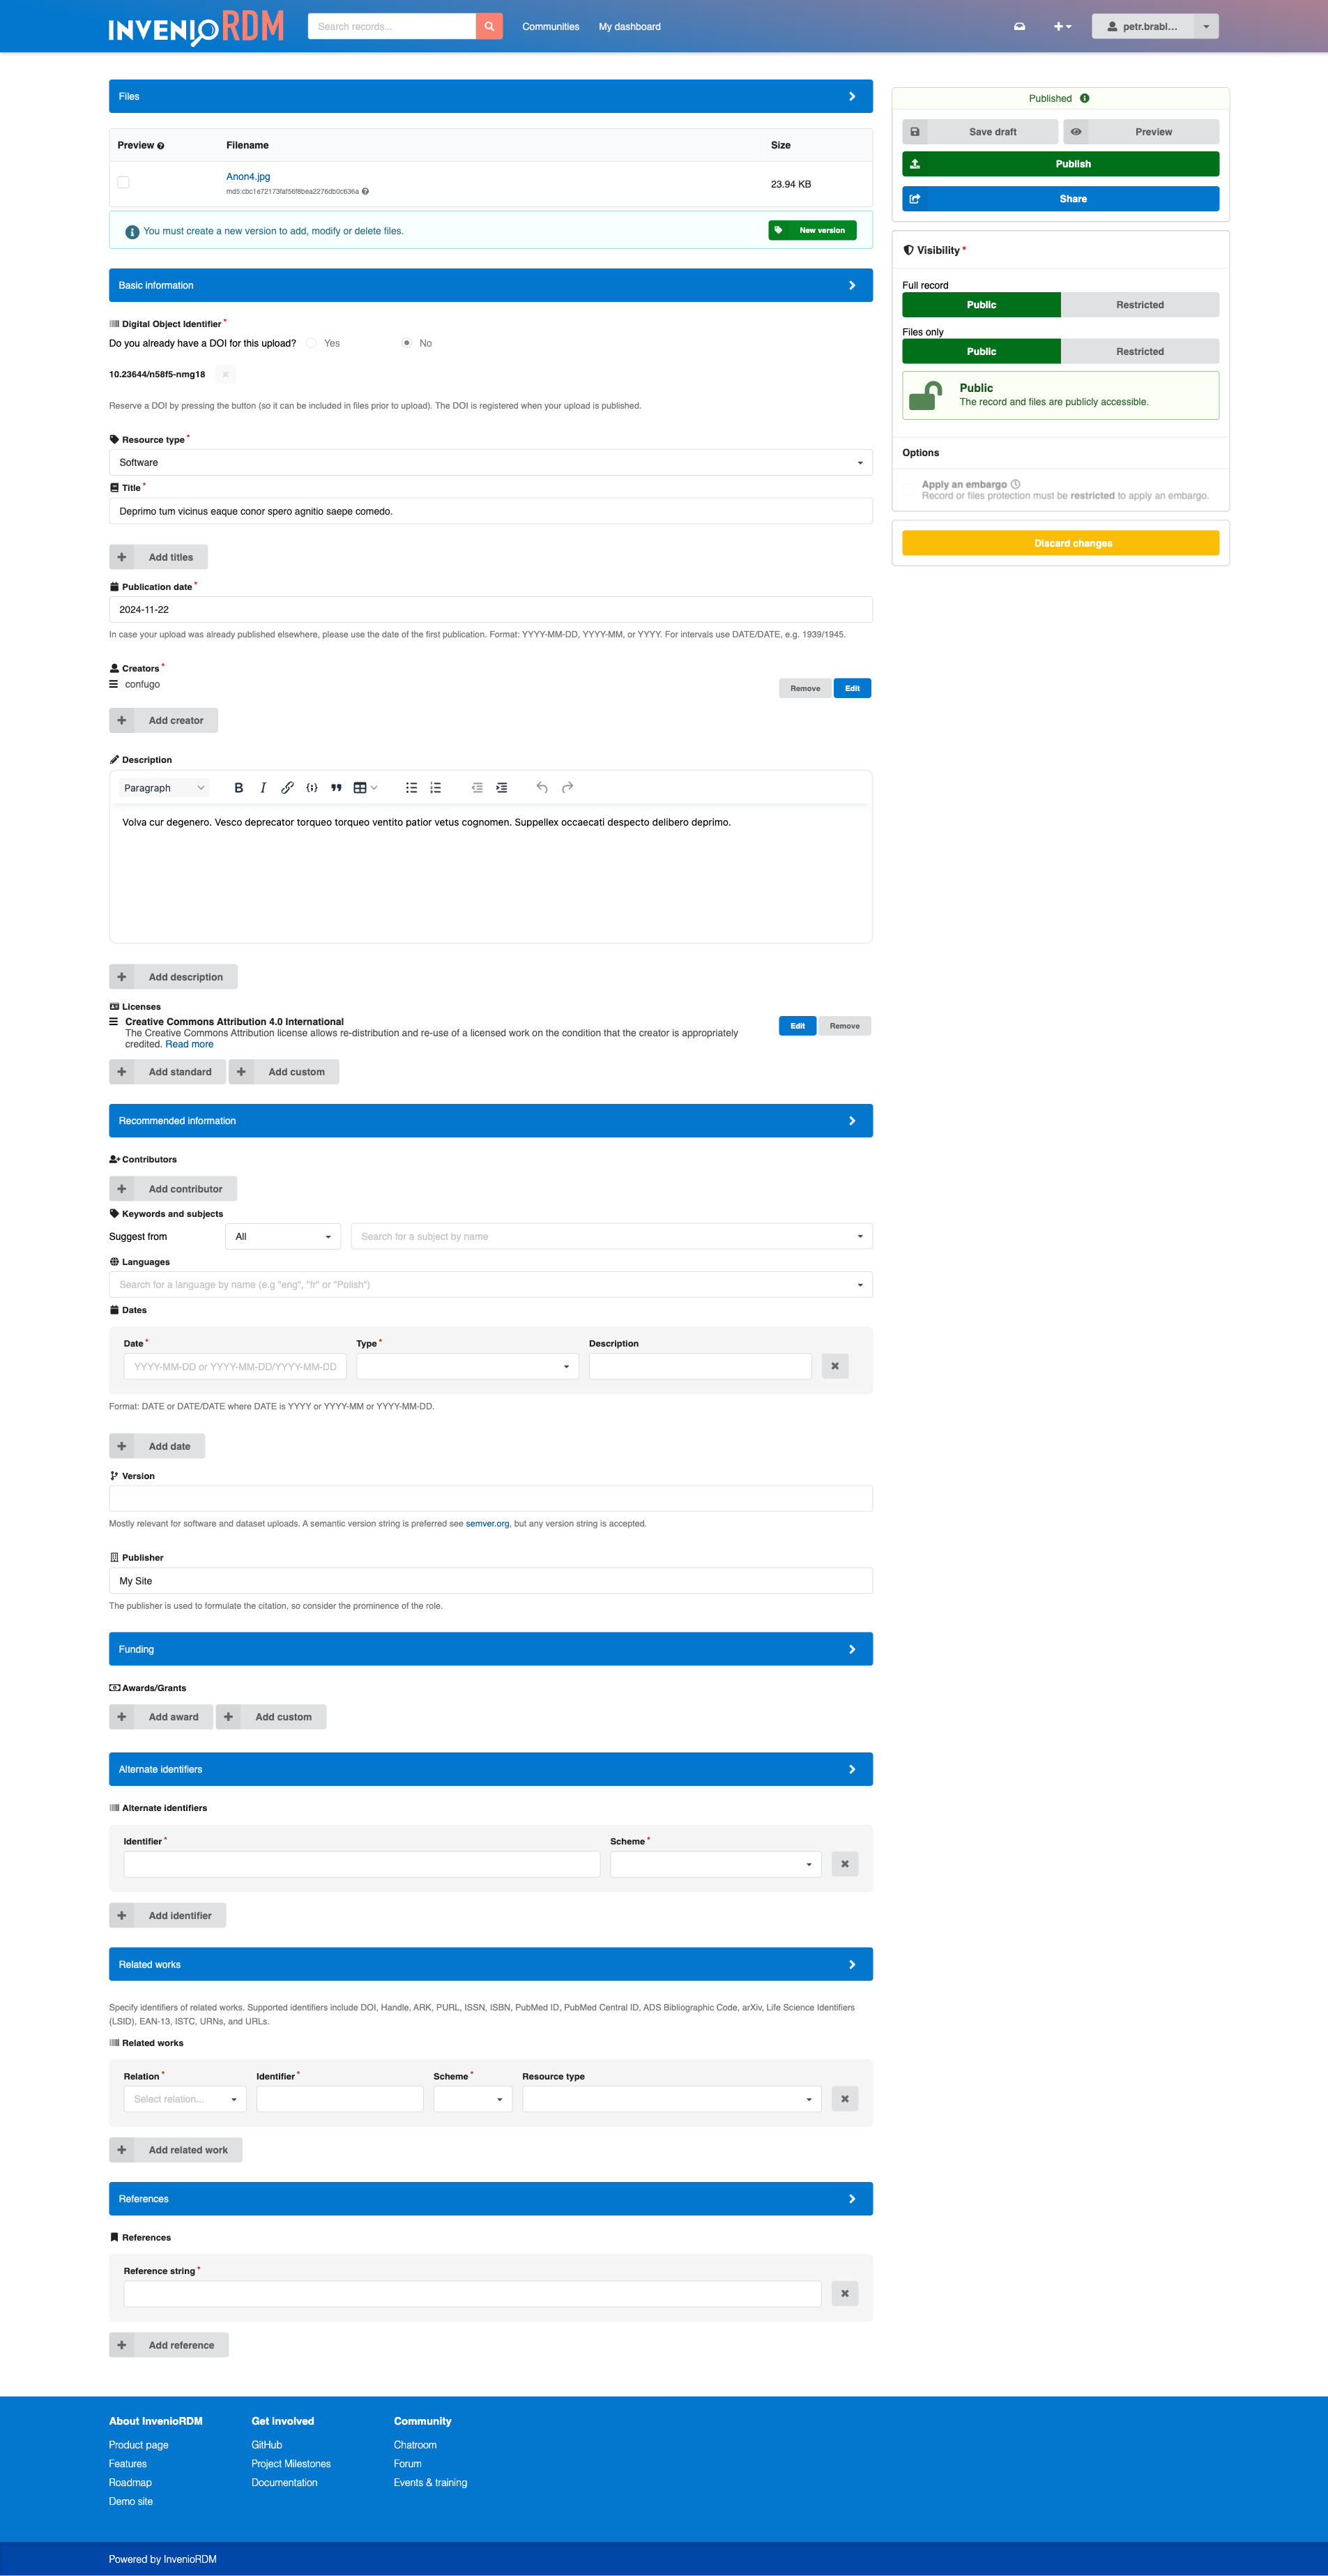 INVENIORDM
Search records...
Communities
My dashboard
petr.brabl...
Files
Preview
Filename
Size
Anon4.jpg
md5:cbc1e72173faf56f8bea2276db0c636a
23.94 KB
You must create a new version to add, modify or delete files.
New version
Basic information
Digital Object Identifier *
Do you already have a DOI for this upload? Yes No
10.23644/n58f5-nmg18
Reserve a DOI by pressing the button (so it can be included in files prior to upload). The DOI is registered when your upload is published.
Resource type *
Software
Title *
Deprimo tum vicinus eaque conor spero agnitio saepe comedo.
Add titles
Publication date *
2024-11-22
In case your upload was already published elsewhere, please use the date of the first publication. Format: YYYY-MM-DD, YYYY-MM, or YYYY. For intervals use DATE/DATE, e.g. 1939/1945.
Creators *
confugo
Remove
Edit
Add creator
Description
Paragraph
Volva cur degenero. Vesco deprecator torqueo torqueo ventito patior vetus cognomen. Suppellex occaecati despecto delibero deprimo.
Add description
Licenses
Creative Commons Attribution 4.0 International
The Creative Commons Attribution license allows re-distribution and re-use of a licensed work on the condition that the creator is appropriately
credited. Read more
Edit
Remove
Add standard
Add custom
Recommended information
Contributors
Add contributor
Keywords and subjects
Suggest from
All
Search for a subject by name
Languages
Search for a language by name (e.g "eng", "fr" or "Polish")
Dates
Date *
Type *
Description
YYYY-MM-DD or YYYY-MM-DD/YYYY-MM-DD
Format: DATE or DATE/DATE where DATE is YYYY or YYYY-MM or YYYY-MM-DD.
Add date
Version
Mostly relevant for software and dataset uploads. A semantic version string is preferred see semver.org, but any version string is accepted.
Publisher
My Site
The publisher is used to formulate the citation, so consider the prominence of the role.
Funding
Awards/Grants
Add award
Add custom
Alternate identifiers
Alternate identifiers
Identifier *
Scheme *
Add identifier
Related works
Specify identifiers of related works. Supported identifiers include DOI, Handle, ARK, PURL, ISSN, ISBN, PubMed ID, PubMed Central ID, ADS Bibliographic Code, arXiv, Life Science Identifiers
(LSID), EAN-13, ISTC, URNs, and URLs.
Related works
Relation *
Identifier *
Scheme *
Resource type
Select relation...
Add related work
References
References
Reference string *
Add reference
Published
Save draft
Preview
Publish
Share
Visibility *
Full record
Public
Restricted
Files only
Public
Restricted
Public
The record and files are publicly accessible.
Options
Apply an embargo
Record or files protection must be restricted to apply an embargo.
Discard changes
About InvenioRDM
Product page
Features
Roadmap
Demo site
Get involved
GitHub
Project Milestones
Documentation
Community
Chatroom
Forum
Events & training
Powered by InvenioRDM